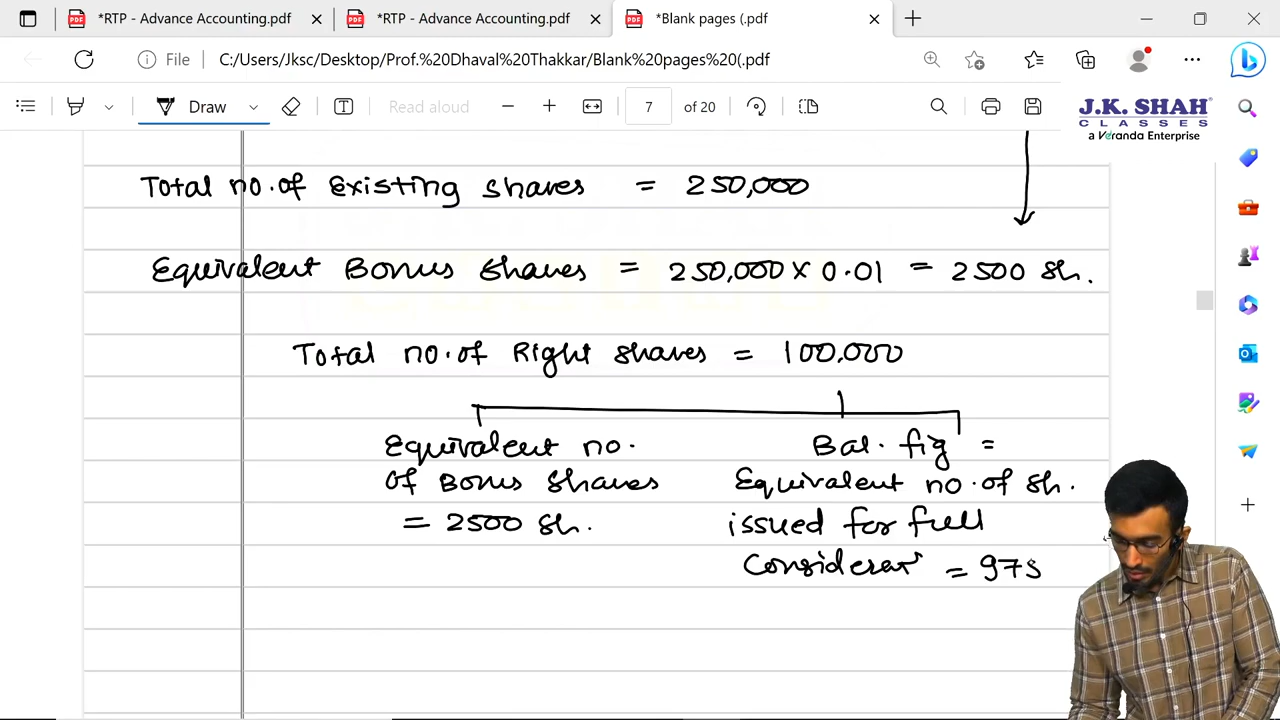 *RTP - Advance Accounting.pdf
*RTP - Advance Accounting.pdf
*Blank pages (.pdf
File
C:/Users/Jksc/Desktop/Prof.%20Dhaval%20Thakkar/Blank%20pages%20(.pdf
Draw
Read aloud
7 of 20
J.K. SHAH®
CLASSES
a Veranda Enterprise
Total no. of Existing shares = 250,000
Equivalent Bonus shares = 250,000 x 0.01 = 2500 sh.
Total no. of Right shares = 100,000
Equivalent no.
of Bonus shares
= 2500 sh.
Bal. fig =
Equivalent no. of sh.
issued for full
Considerat = 975